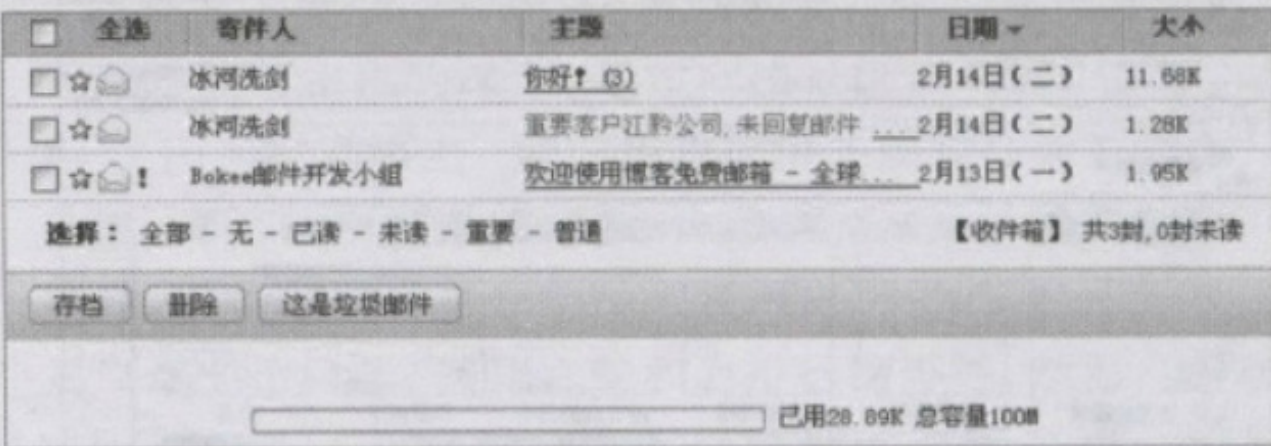 全选 寄件人 主题 日期 大小
冰河洗剑 你好! (3) 2月14日(二) 11.68K
冰河洗剑 重要客户江黔公司,未回复邮件 .... 2月14日(二) 1.28K
! Bokee邮件开发小组 欢迎使用博客免费邮箱 - 全球... 2月13日(一) 1.95K
选择: 全部 - 无 - 已读 - 未读 - 重要 - 普通 【收件箱】 共3封,0封未读
存档 删除 这是垃圾邮件
已用28.89K 总容量100M